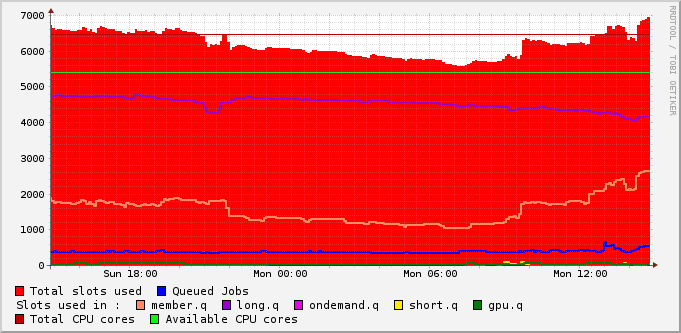 7000
6000
5000
4000
3000
2000
1000
0
Sun 18:00 Mon 00:00 Mon 06:00 Mon 12:00
RRDTOOL / TOBI OETIKER
Total slots used Queued Jobs
Slots used in : member.q long.q ondemand.q short.q gpu.q
Total CPU cores Available CPU cores